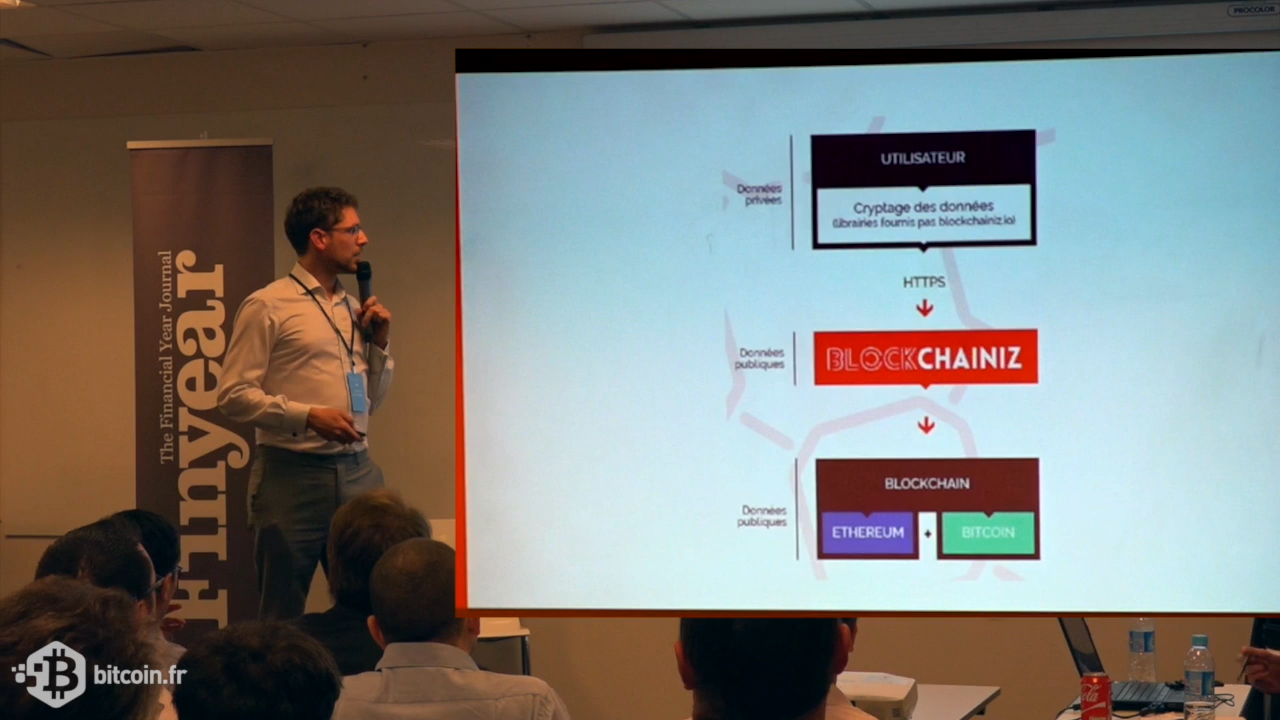 PROCOLOR
The Financial Year Journal
Finyear
UTILISATEUR
Données
privées
Cryptage des données
(librairies fournis pas blockchainiz.io)
HTTPS
Données
publiques
BLOCKCHAINIZ
Données
publiques
BLOCKCHAIN
ETHEREUM + BITCOIN
bitcoin.fr